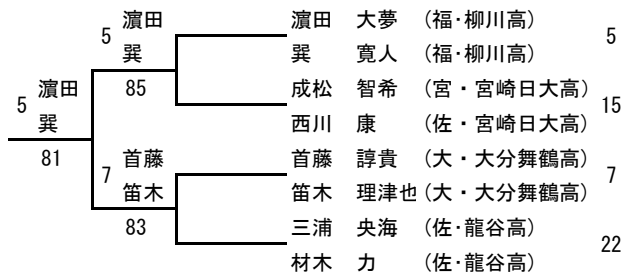 濵田 大夢 (福･柳川高) 5
巽 寛人 (福･柳川高)
成松 智希 (宮・宮崎日大高) 15
西川 康 (佐・宮崎日大高)
首藤 諄貴 (大・大分舞鶴高) 7
笛木 理津也 (大・大分舞鶴高)
三浦 央海 (佐･龍谷高) 22
材木 力 (佐･龍谷高)
5 濵田
巽
85
7 首藤
笛木
83
5 濵田
巽
81